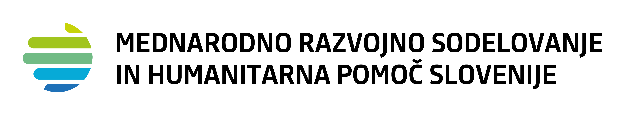 MEDNARODNO RAZVOJNO SODELOVANJE
IN HUMANITARNA POMOČ SLOVENIJE